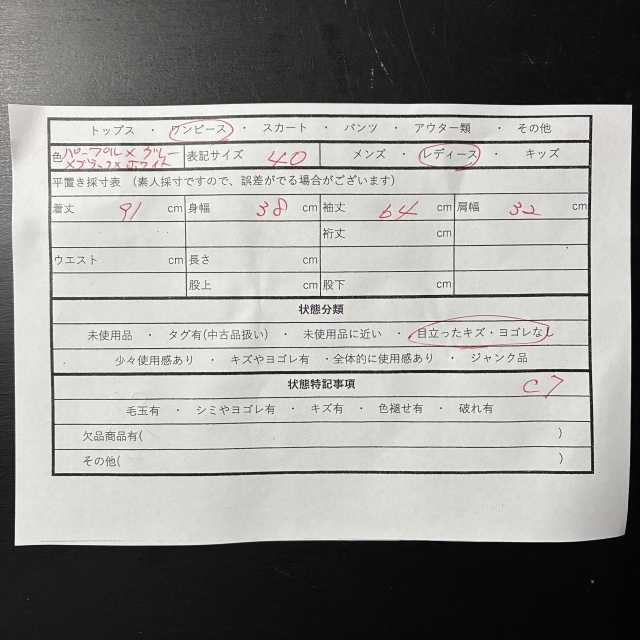 トップス ・ ワンピース ・ スカート ・ パンツ ・ アウター類 ・ その他
色 パープル×グレー 表記サイズ 40 メンズ ・ レディース ・ キッズ
×ブラック×ホワイト
平置き採寸表 (素人採寸ですので、誤差がでる場合がございます)
着丈 91 cm 身幅 38 cm 袖丈 64 cm 肩幅 32 cm
裄丈 cm
ウエスト cm 長さ cm
股上 cm 股下 cm
状態分類
未使用品 ・ タグ有(中古品扱い) ・ 未使用品に近い ・ 目立ったキズ・ヨゴレなし
少々使用感あり ・ キズやヨゴレ有 ・全体的に使用感あり ・ ジャンク品
状態特記事項 C7
毛玉有 ・ シミやヨゴレ有 ・ キズ有 ・ 色褪せ有 ・ 破れ有
欠品商品有( )
その他( )